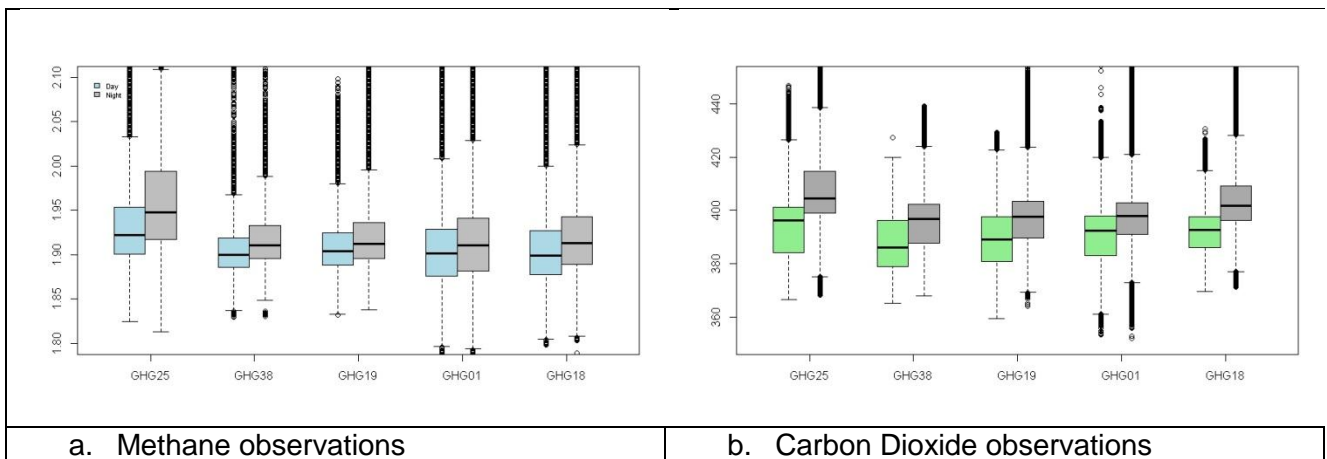 2.10
2.05
2.00
1.95
1.90
1.85
1.80
Day
Night
GHG25 GHG38 GHG19 GHG01 GHG18
440
420
400
380
360
GHG25 GHG38 GHG19 GHG01 GHG18
a. Methane observations
b. Carbon Dioxide observations